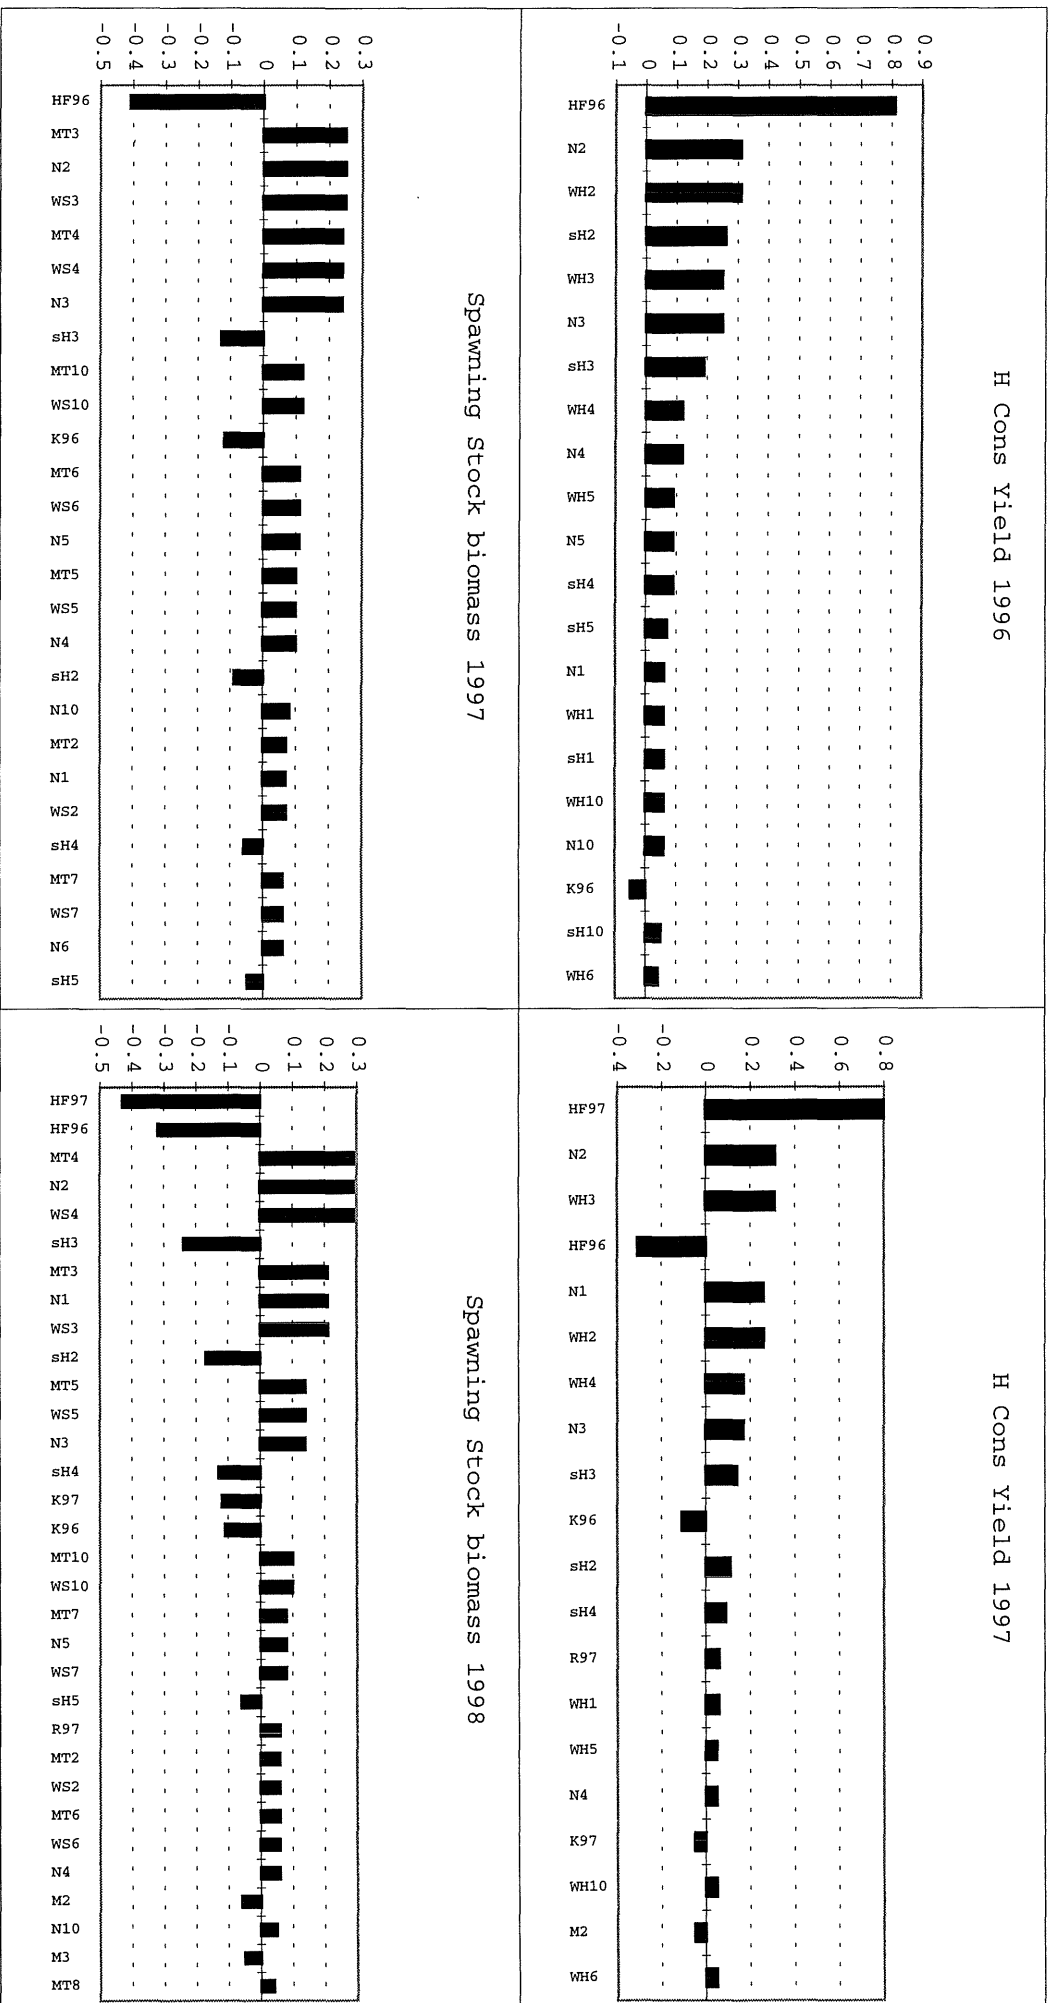 H Cons Yield 1996
0.9
0.8
0.7
0.6
0.5
0.4
0.3
0.2
0.1
0
-0.1
HF96
N2
WH2
sH2
WH3
N3
sH3
WH4
N4
WH5
N5
sH4
sH5
N1
WH1
sH1
WH10
N10
K96
sH10
WH6
H Cons Yield 1997
0.8
0.6
0.4
0.2
0
-0.2
-0.4
HF97
N2
WH3
HF96
N1
WH2
WH4
N3
sH3
K96
sH2
sH4
R97
WH1
WH5
N4
K97
WH10
M2
WH6
Spawning Stock biomass 1997
0.3
0.2
0.1
0
-0.1
-0.2
-0.3
-0.4
-0.5
HF96
MT3
N2
WS3
MT4
WS4
N3
sH3
MT10
WS10
K96
MT6
WS6
N5
MT5
WS5
N4
sH2
N10
MT2
N1
WS2
sH4
MT7
WS7
N6
sH5
Spawning Stock biomass 1998
0.3
0.2
0.1
0
-0.1
-0.2
-0.3
-0.4
-0.5
HF97
HF96
MT4
N2
WS4
sH3
MT3
N1
WS3
sH2
MT5
WS5
N3
sH4
K97
K96
MT10
WS10
MT7
N5
WS7
sH5
R97
MT2
WS2
MT6
WS6
N4
M2
N10
M3
MT8